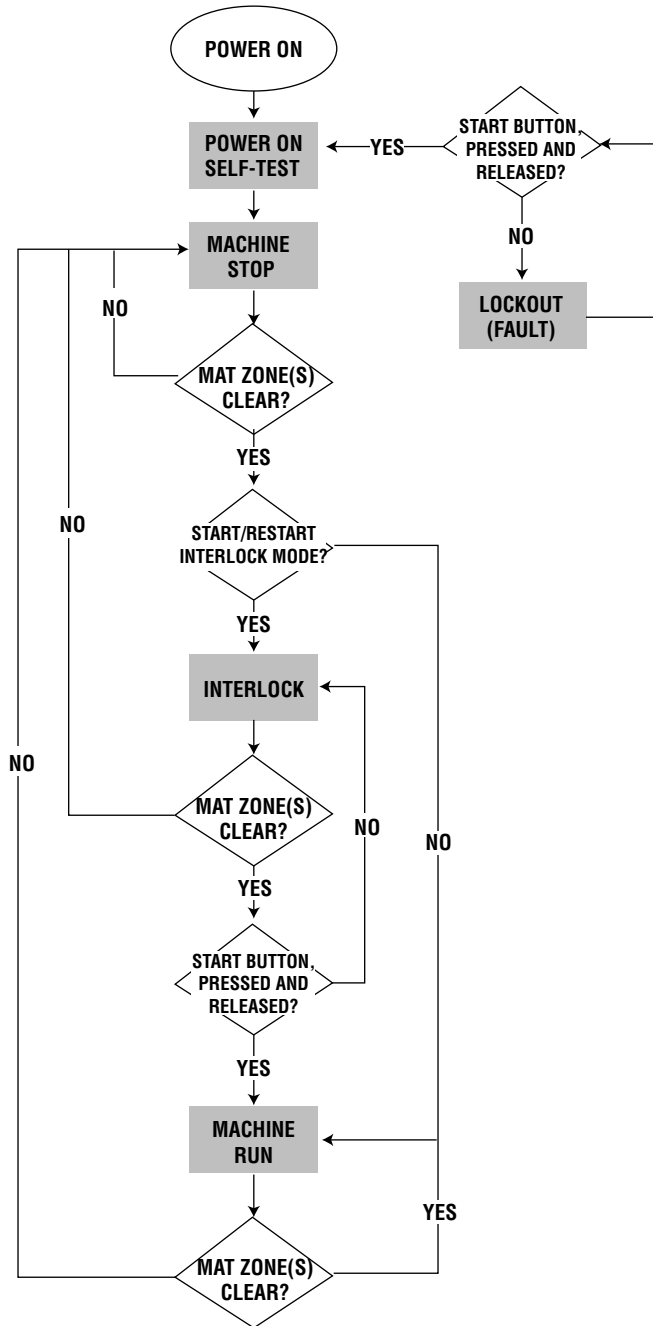 POWER ON
POWER ON
SELF-TEST
YES
START BUTTON,
PRESSED AND
RELEASED?
NO
LOCKOUT
(FAULT)
MACHINE
STOP
NO
MAT ZONE(S)
CLEAR?
YES
NO
START/RESTART
INTERLOCK MODE?
YES
INTERLOCK
NO
MAT ZONE(S)
CLEAR?
NO
NO
YES
START BUTTON,
PRESSED AND
RELEASED?
YES
MACHINE
RUN
YES
MAT ZONE(S)
CLEAR?